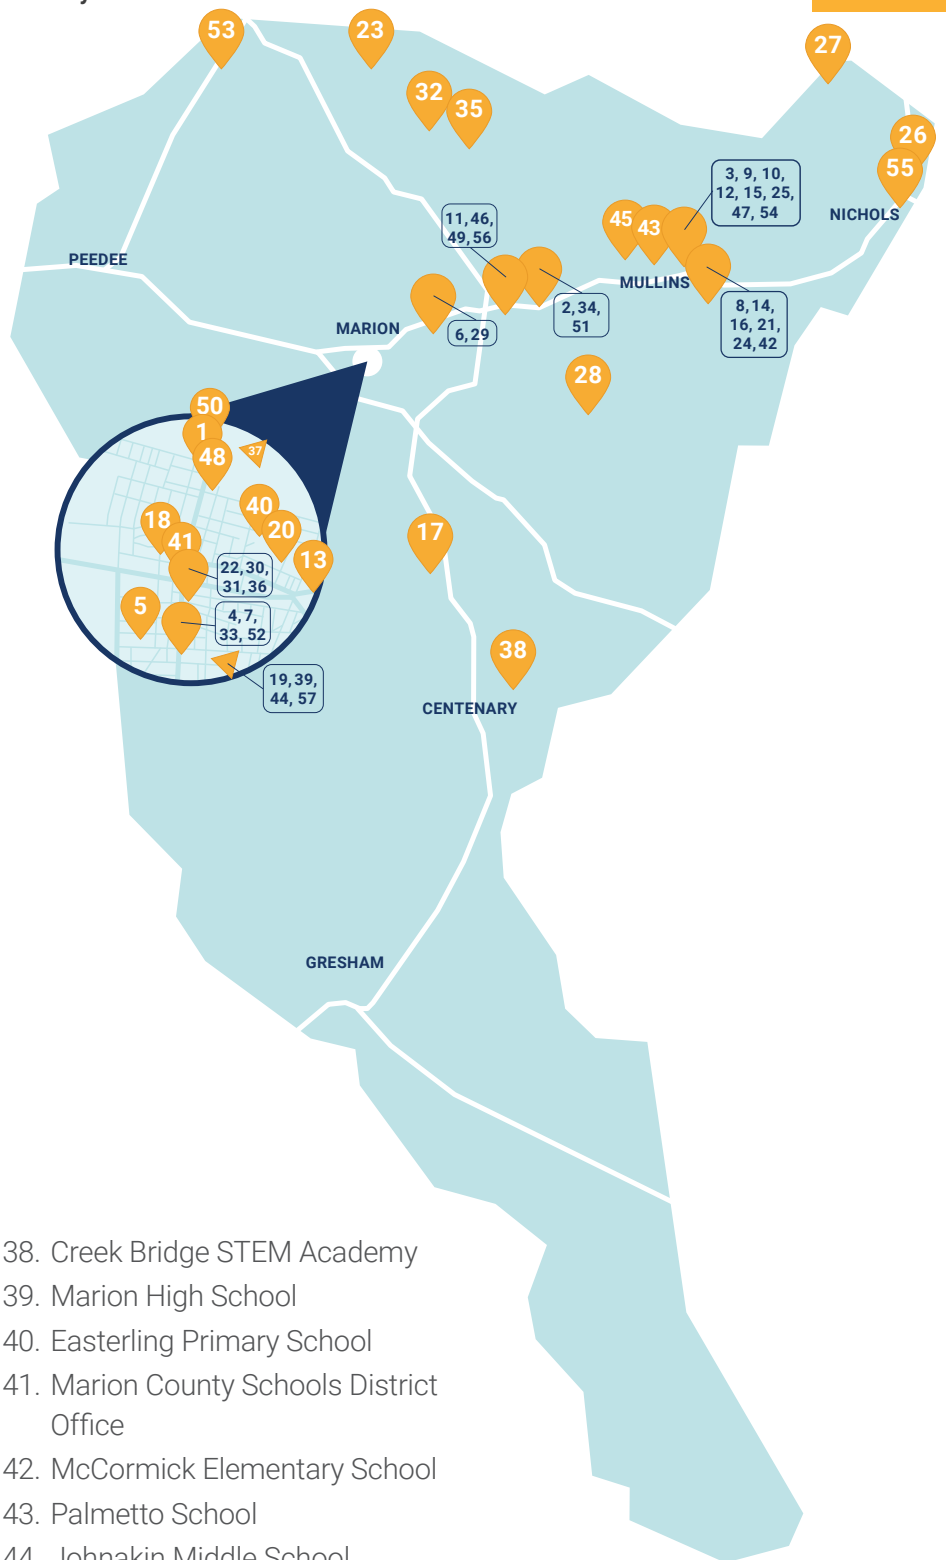 53
23
27
32
35
26
55
3, 9, 10,
12, 15, 25,
47, 54
NICHOLS
11, 46,
49, 56
45
43
PEEDEE
MULLINS
2, 34,
51
8, 14,
16, 21,
24, 42
MARION
6, 29
28
50
1
48
37
40
18
20
41
13
17
22, 30,
31, 36
5
4, 7,
33, 52
38
19, 39,
44, 57
CENTENARY
GRESHAM
38. Creek Bridge STEM Academy
39. Marion High School
40. Easterling Primary School
41. Marion County Schools District
Office
42. McCormick Elementary School
43. Palmetto School
44. Johnakin Middle School